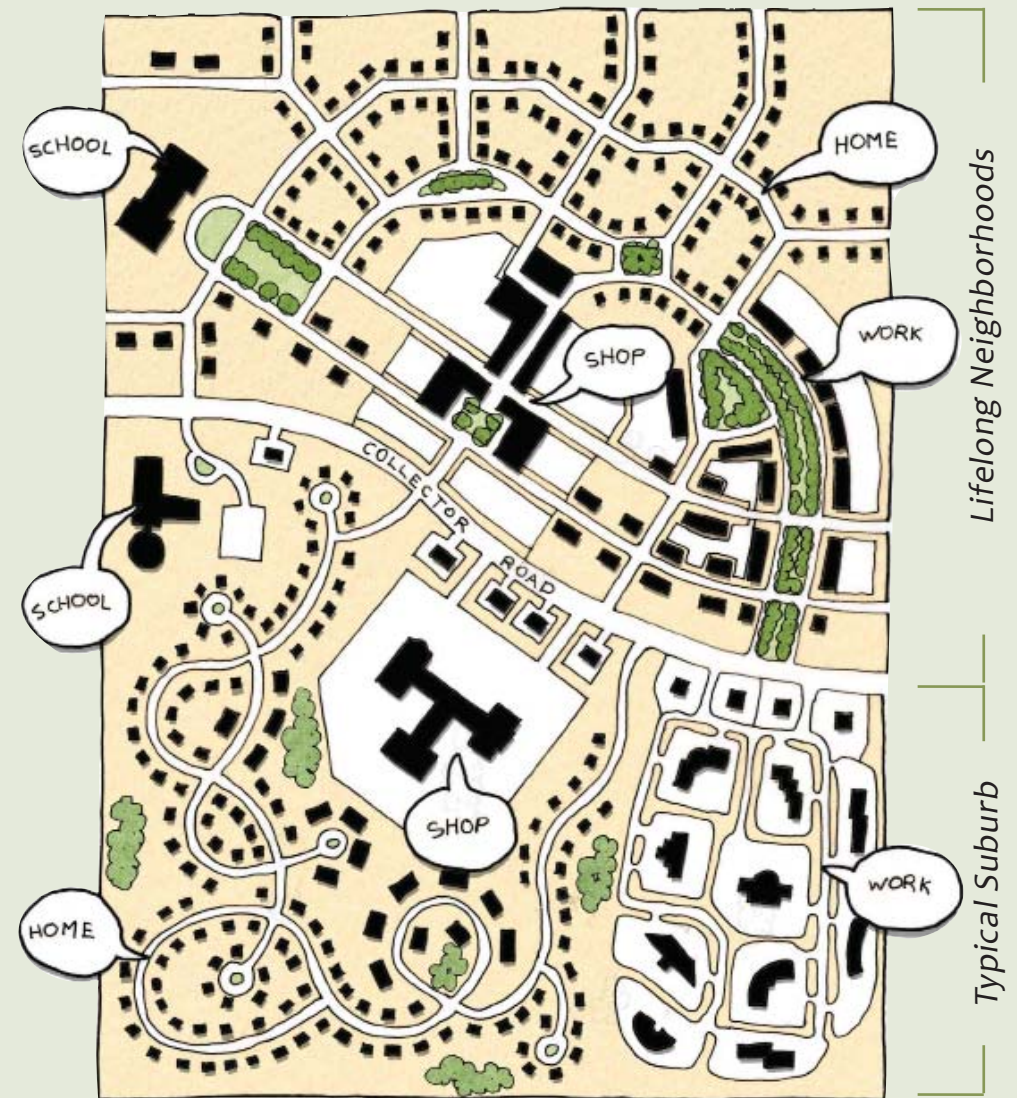 SCHOOL
HOME
WORK
SHOP
COLLECTOR
ROAD
SCHOOL
SHOP
HOME
WORK
Lifelong Neighborhoods
Typical Suburb